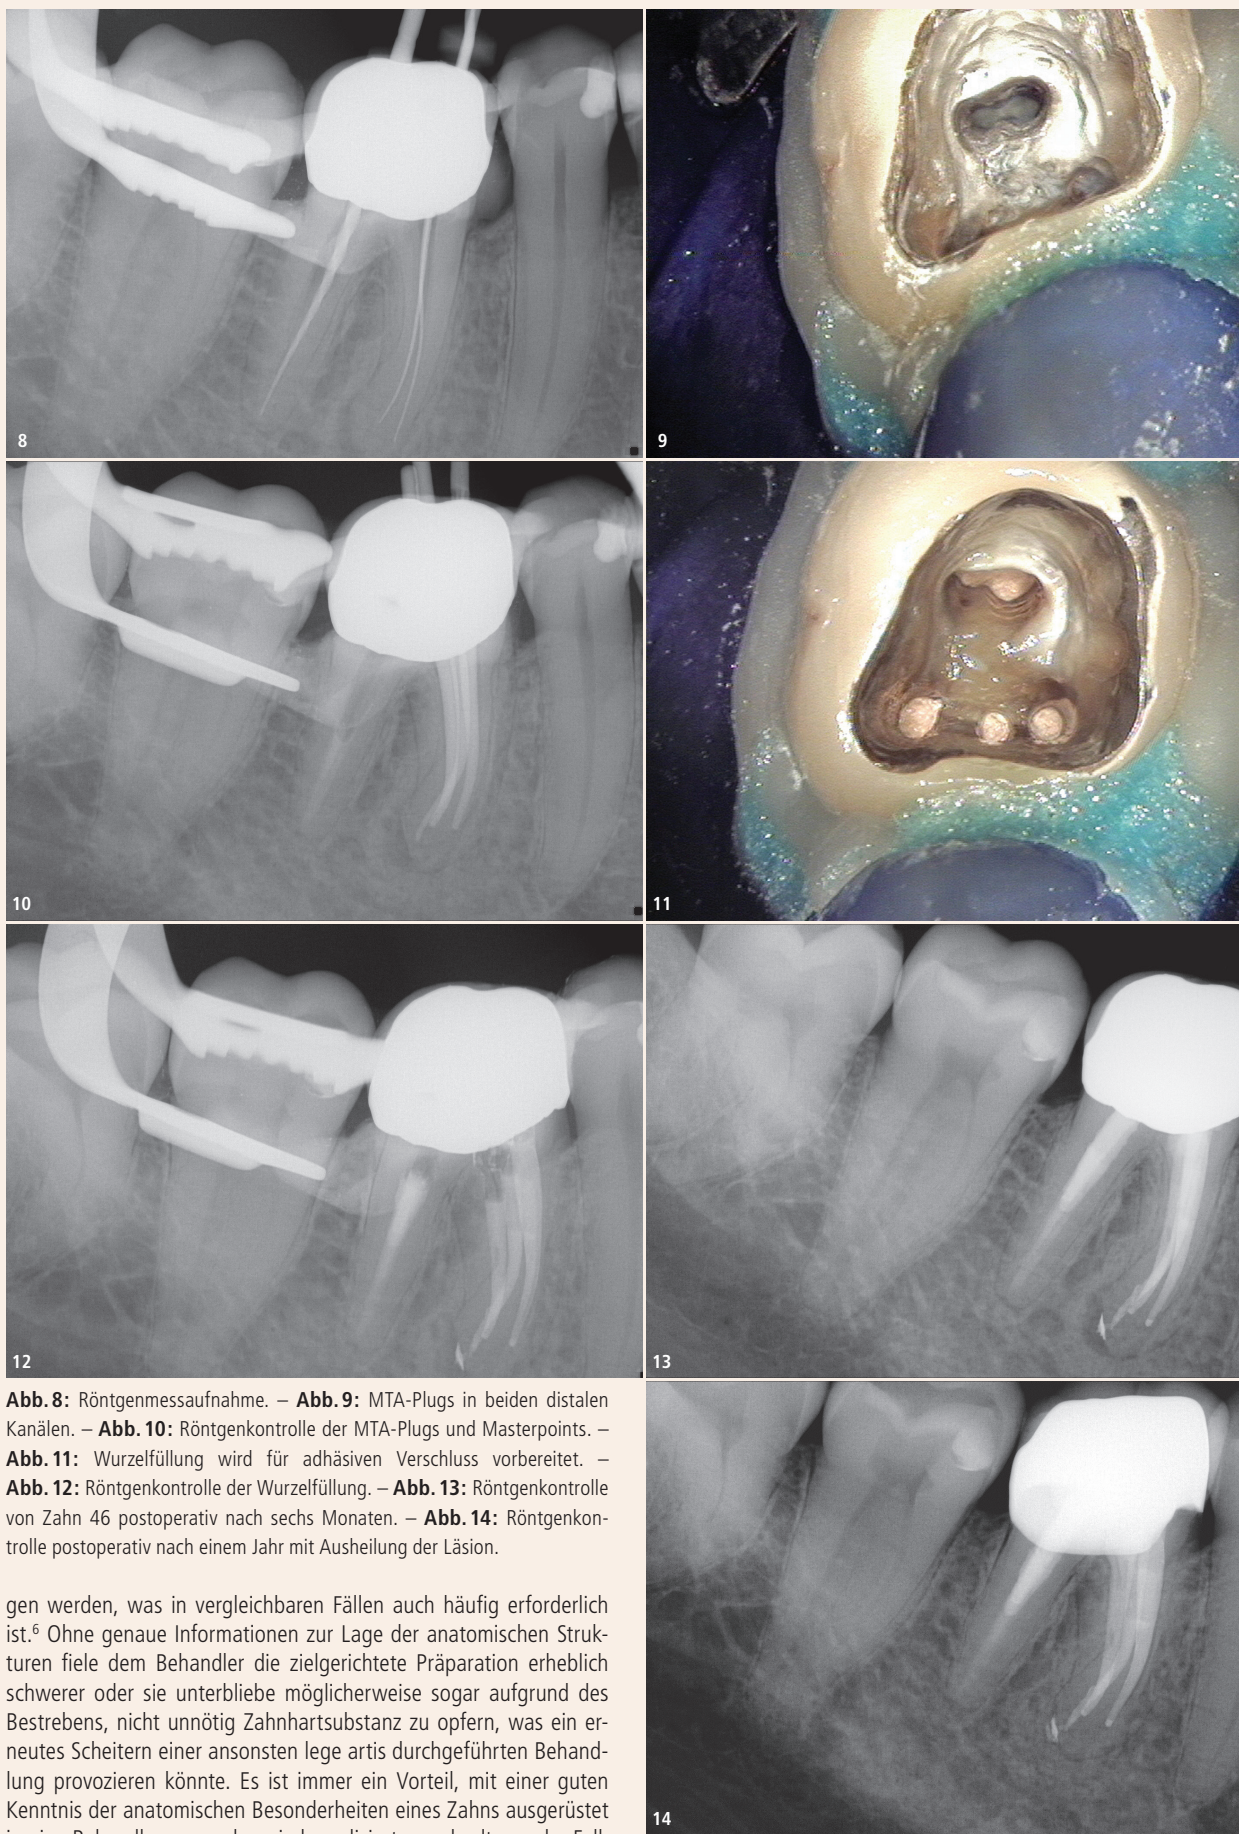 8
9
10
11
12
13
Abb. 8: Röntgenmessaufnahme. – Abb. 9: MTA-Plugs in beiden distalen
Kanälen. – Abb. 10: Röntgenkontrolle der MTA-Plugs und Masterpoints. –
Abb. 11: Wurzelfüllung wird für adhäsiven Verschluss vorbereitet. –
Abb. 12: Röntgenkontrolle der Wurzelfüllung. – Abb. 13: Röntgenkontrolle
von Zahn 46 postoperativ nach sechs Monaten. – Abb. 14: Röntgenkon-
trolle postoperativ nach einem Jahr mit Ausheilung der Läsion.
gen werden, was in vergleichbaren Fällen auch häufig erforderlich
ist.⁶ Ohne genaue Informationen zur Lage der anatomischen Struk-
turen fiele dem Behandler die zielgerichtete Präparation erheblich
schwerer oder sie unterbliebe möglicherweise sogar aufgrund des
Bestrebens, nicht unnötig Zahnhartsubstanz zu opfern, was ein er-
neutes Scheitern einer ansonsten lege artis durchgeführten Behand-
lung provozieren könnte. Es ist immer ein Vorteil, mit einer guten
Kenntnis der anatomischen Besonderheiten eines Zahns ausgerüstet
14